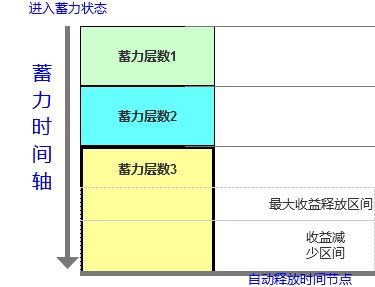 进入蓄力状态
蓄力时间轴
蓄力层数1
蓄力层数2
蓄力层数3
最大收益释放区间
收益减
少区间
自动释放时间节点